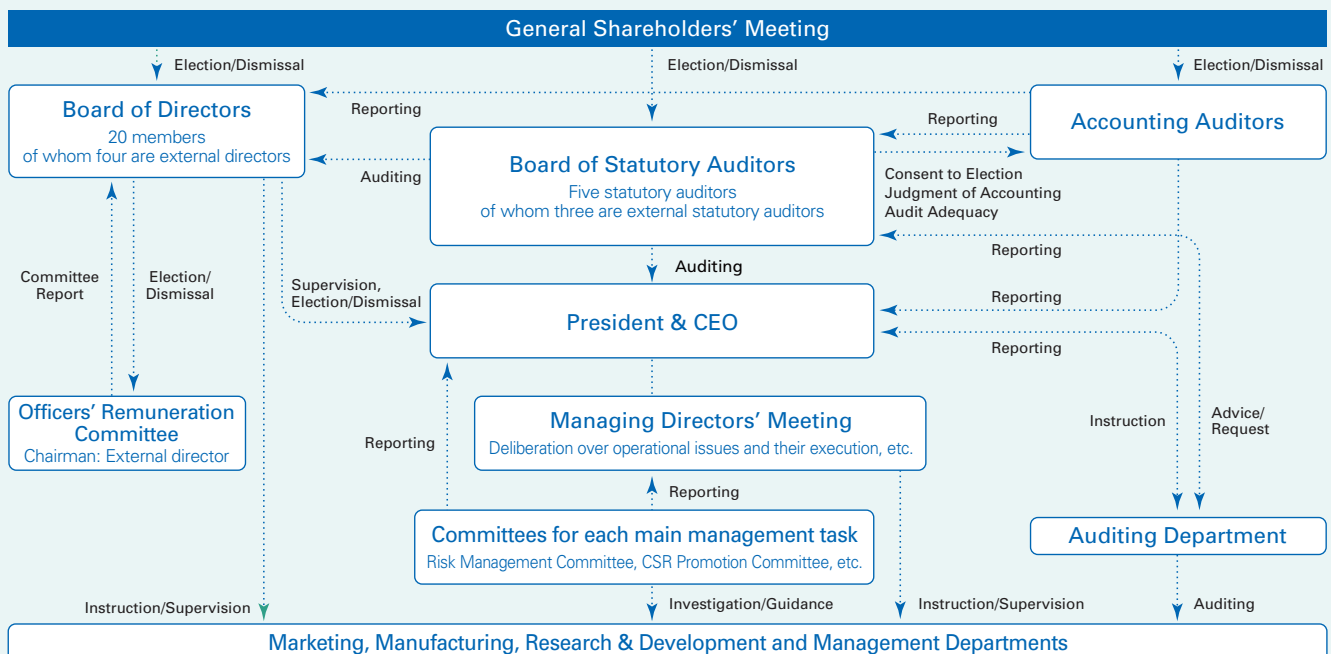 General Shareholders' Meeting
Election/Dismissal
Election/Dismissal
Election/Dismissal
Board of Directors
20 members
of whom four are external directors
Reporting
Accounting Auditors
Reporting
Board of Statutory Auditors
Five statutory auditors
of whom three are external statutory auditors
Auditing
Consent to Election
Judgment of Accounting
Audit Adequacy
Reporting
Auditing
Committee
Report
Election/
Dismissal
Supervision,
Election/Dismissal
Reporting
President & CEO
Reporting
Officers' Remuneration
Committee
Chairman: External director
Managing Directors' Meeting
Deliberation over operational issues and their execution, etc.
Reporting
Instruction
Advice/
Request
Reporting
Committees for each main management task
Risk Management Committee, CSR Promotion Committee, etc.
Auditing Department
Instruction/Supervision
Investigation/Guidance
Instruction/Supervision
Auditing
Marketing, Manufacturing, Research & Development and Management Departments